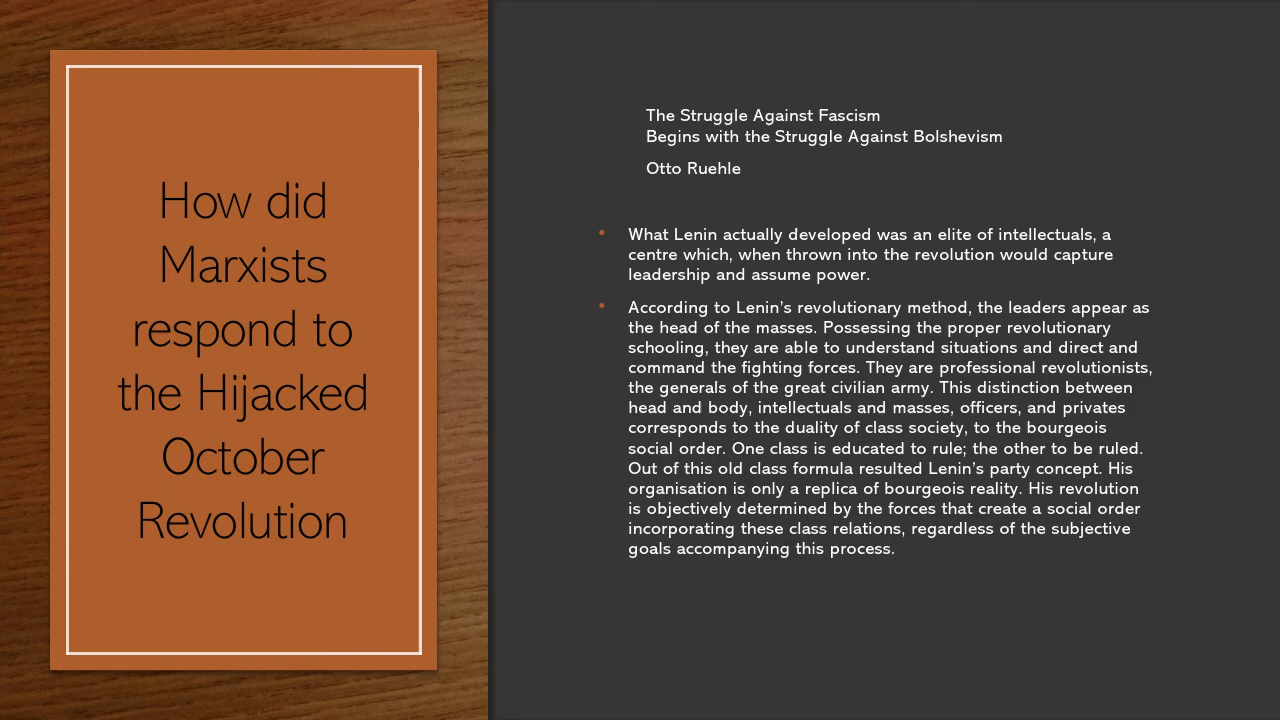 How did
Marxists
respond to
the Hijacked
October
Revolution
The Struggle Against Fascism
Begins with the Struggle Against Bolshevism
Otto Ruehle
• What Lenin actually developed was an elite of intellectuals, a
centre which, when thrown into the revolution would capture
leadership and assume power.
• According to Lenin’s revolutionary method, the leaders appear as
the head of the masses. Possessing the proper revolutionary
schooling, they are able to understand situations and direct and
command the fighting forces. They are professional revolutionists,
the generals of the great civilian army. This distinction between
head and body, intellectuals and masses, officers, and privates
corresponds to the duality of class society, to the bourgeois
social order. One class is educated to rule; the other to be ruled.
Out of this old class formula resulted Lenin’s party concept. His
organisation is only a replica of bourgeois reality. His revolution
is objectively determined by the forces that create a social order
incorporating these class relations, regardless of the subjective
goals accompanying this process.